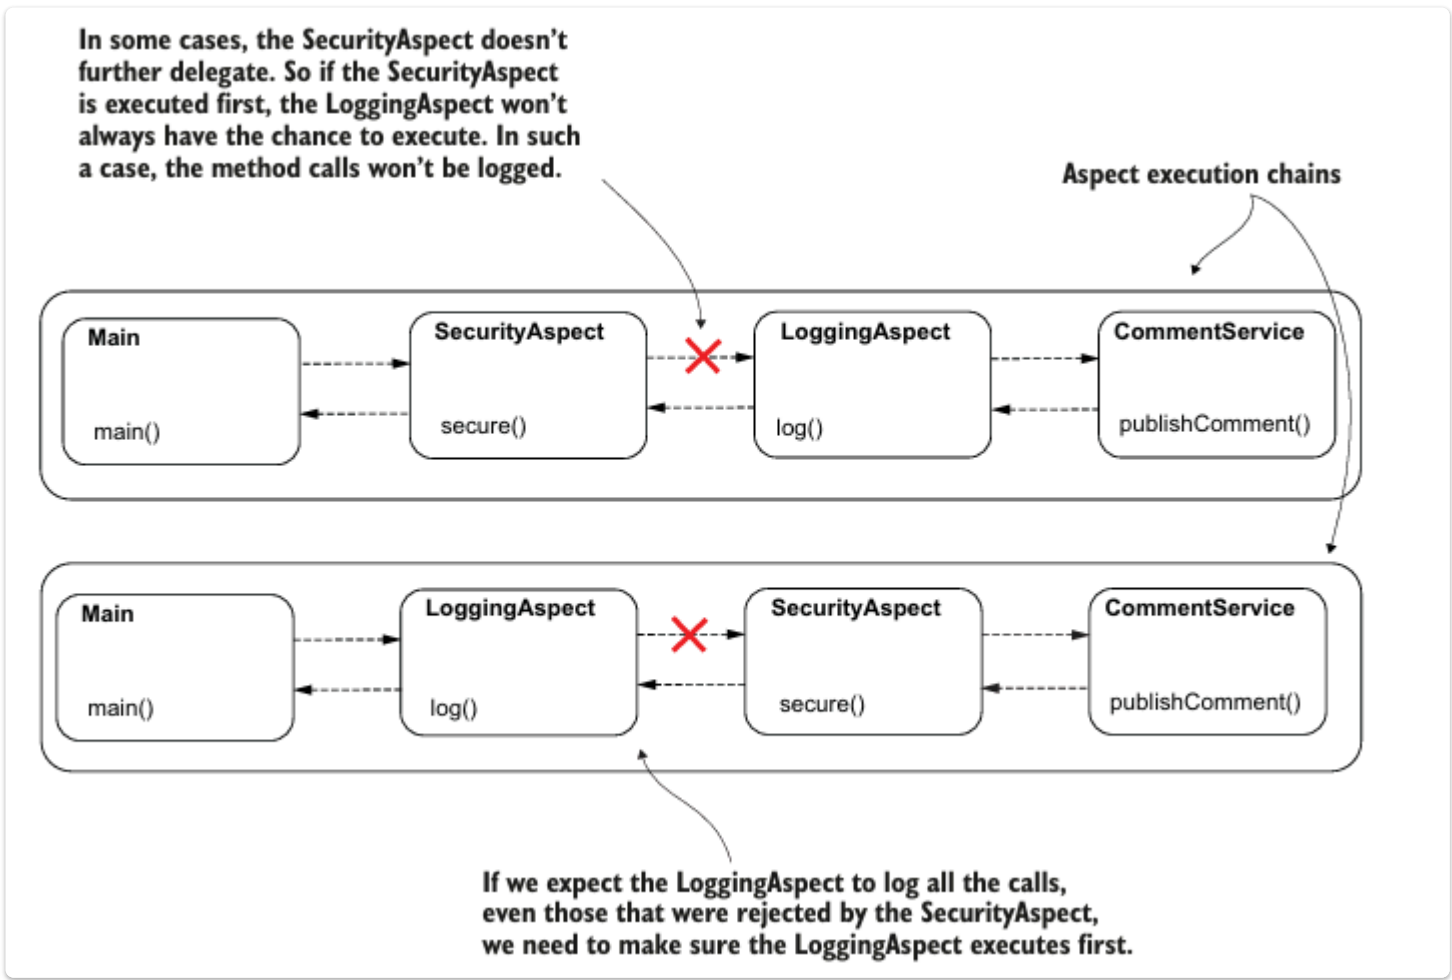 In some cases, the SecurityAspect doesn’t
further delegate. So if the SecurityAspect
is executed first, the LoggingAspect won’t
always have the chance to execute. In such
a case, the method calls won’t be logged.
Aspect execution chains
Main
main()
SecurityAspect
secure()
LoggingAspect
log()
CommentService
publishComment()
Main
main()
LoggingAspect
log()
SecurityAspect
secure()
CommentService
publishComment()
If we expect the LoggingAspect to log all the calls,
even those that were rejected by the SecurityAspect,
we need to make sure the LoggingAspect executes first.